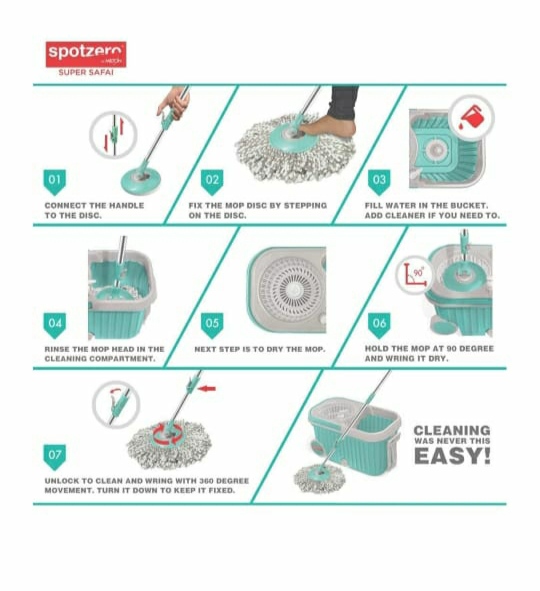 spotzero
by MILTON
SUPER SAFAI
01
CONNECT THE HANDLE
TO THE DISC.
02
FIX THE MOP DISC BY STEPPING
ON THE DISC.
03
FILL WATER IN THE BUCKET.
ADD CLEANER IF YOU NEED TO.
04
RINSE THE MOP HEAD IN THE
CLEANING COMPARTMENT.
05
NEXT STEP IS TO DRY THE MOP.
06
90°
HOLD THE MOP AT 90 DEGREE
AND WRING IT DRY.
07
UNLOCK TO CLEAN AND WRING WITH 360 DEGREE
MOVEMENT. TURN IT DOWN TO KEEP IT FIXED.
CLEANING
WAS NEVER THIS
EASY!